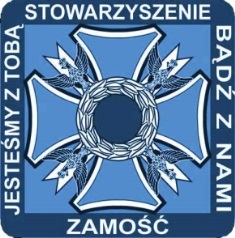 STOWARZYSZENIE
JESTEŚMY Z TOBĄ
BĄDŹ Z NAMI
ZAMOŚĆ